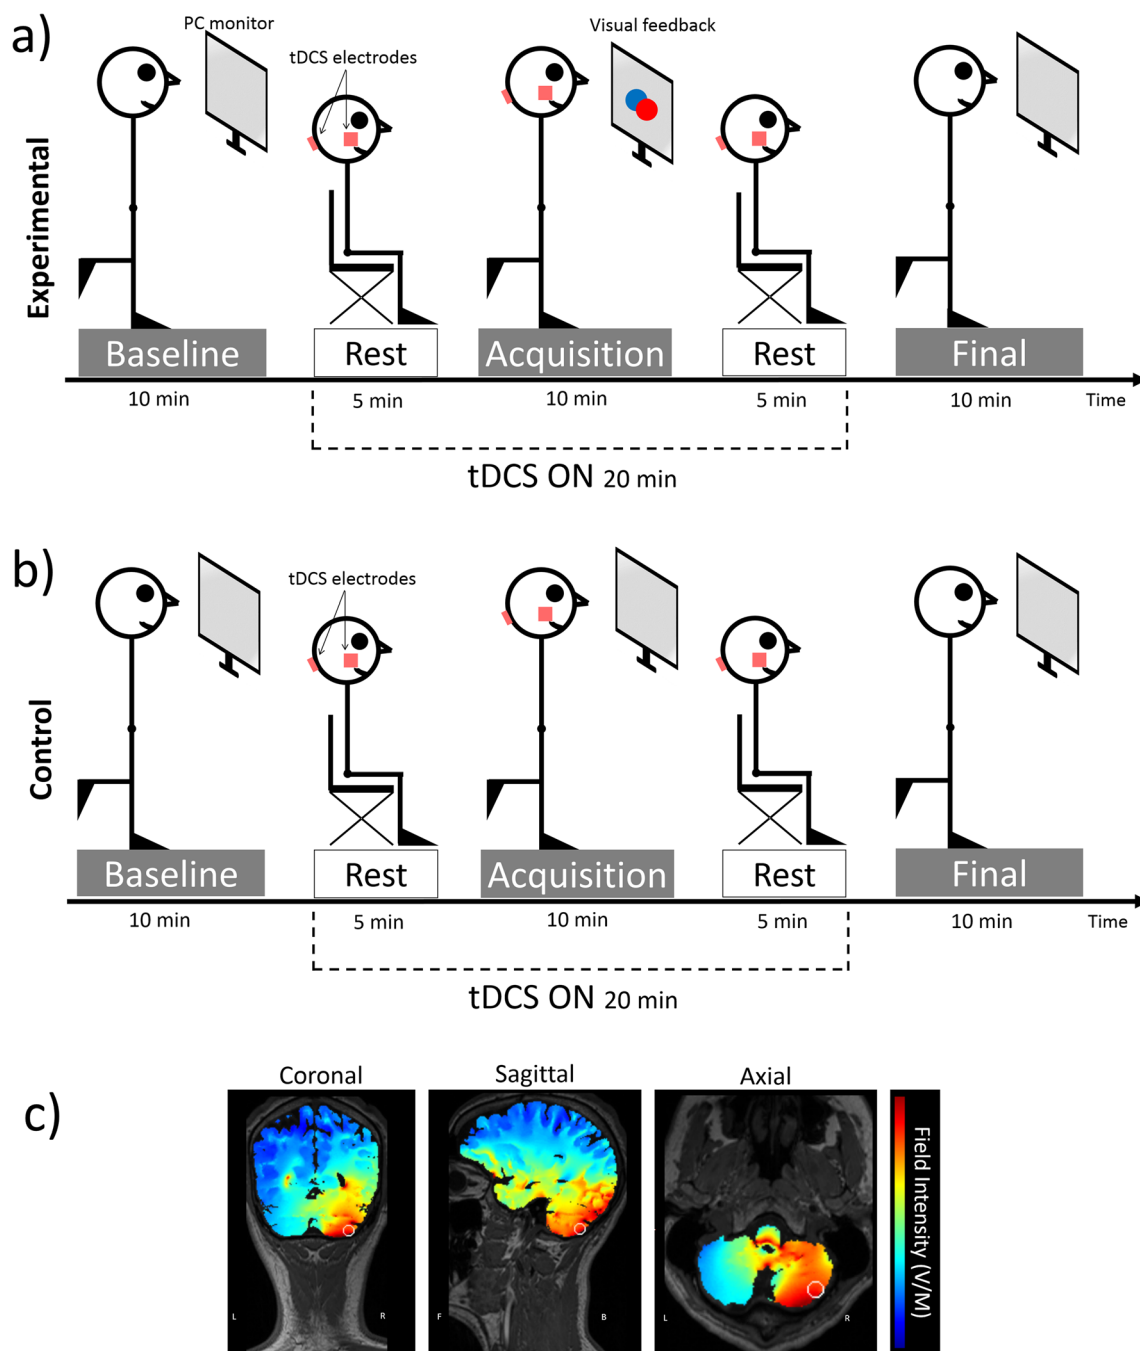 a)
PC monitor
Visual feedback
tDCS electrodes
Experimental
Baseline
Rest
Acquisition
Rest
Final
10 min
5 min
10 min
5 min
10 min
Time
tDCS ON 20 min
b)
tDCS electrodes
Control
Baseline
Rest
Acquisition
Rest
Final
10 min
5 min
10 min
5 min
10 min
Time
tDCS ON 20 min
c)
Coronal
Sagittal
Axial
Field Intensity (V/M)
L
R
F
B
L
R